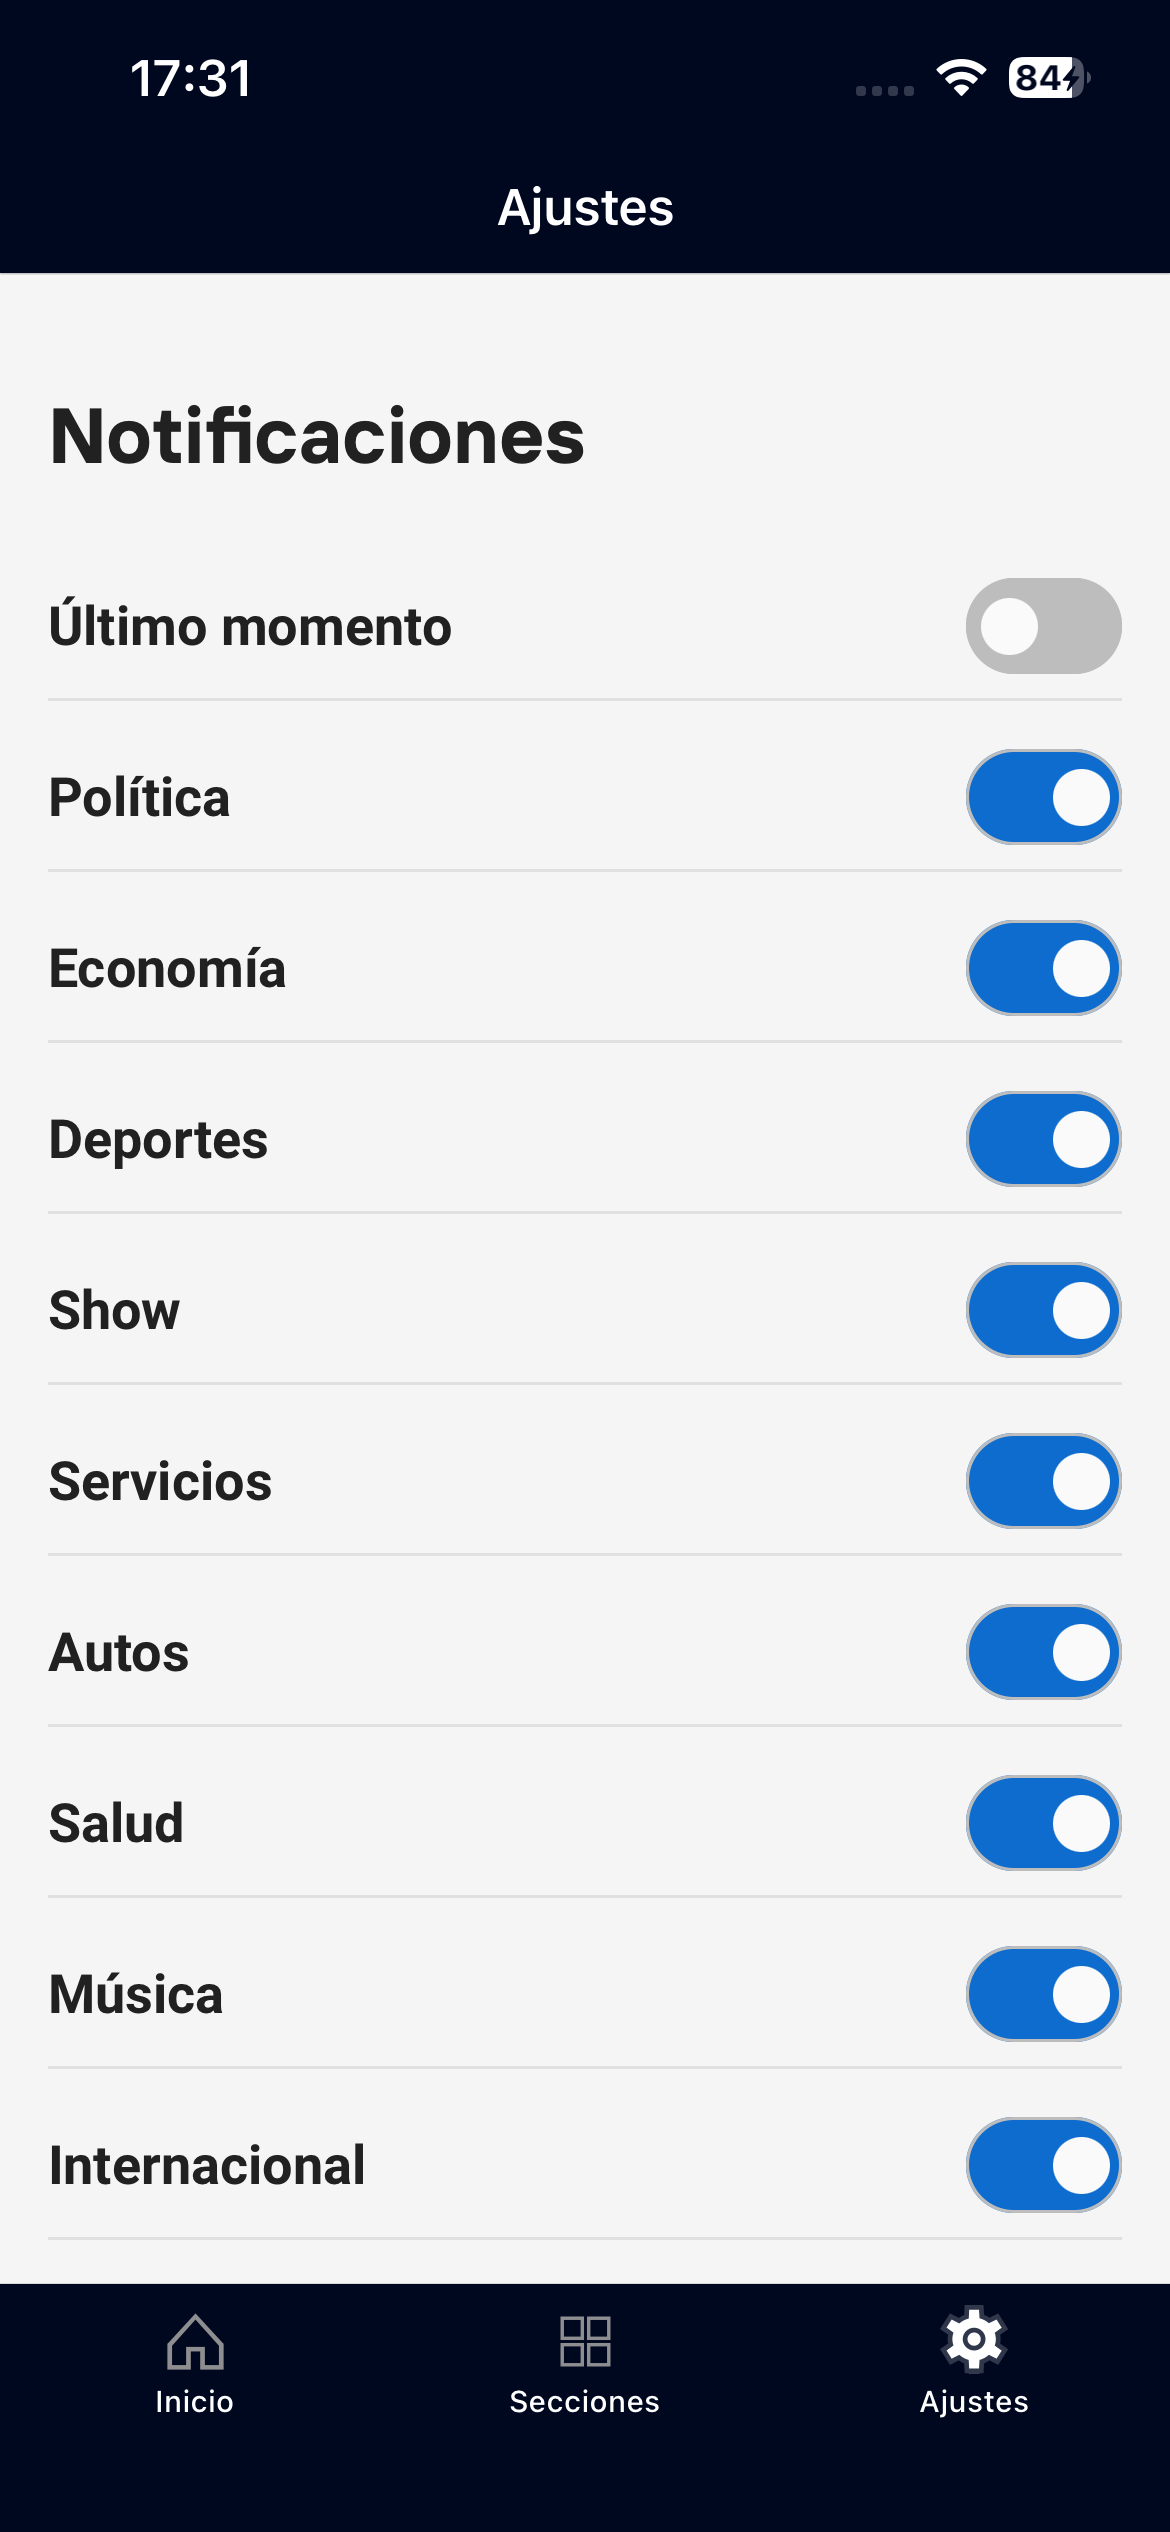 17:31
84
Ajustes
Notificaciones
Último momento
Política
Economía
Deportes
Show
Servicios
Autos
Salud
Música
Internacional
Inicio
Secciones
Ajustes